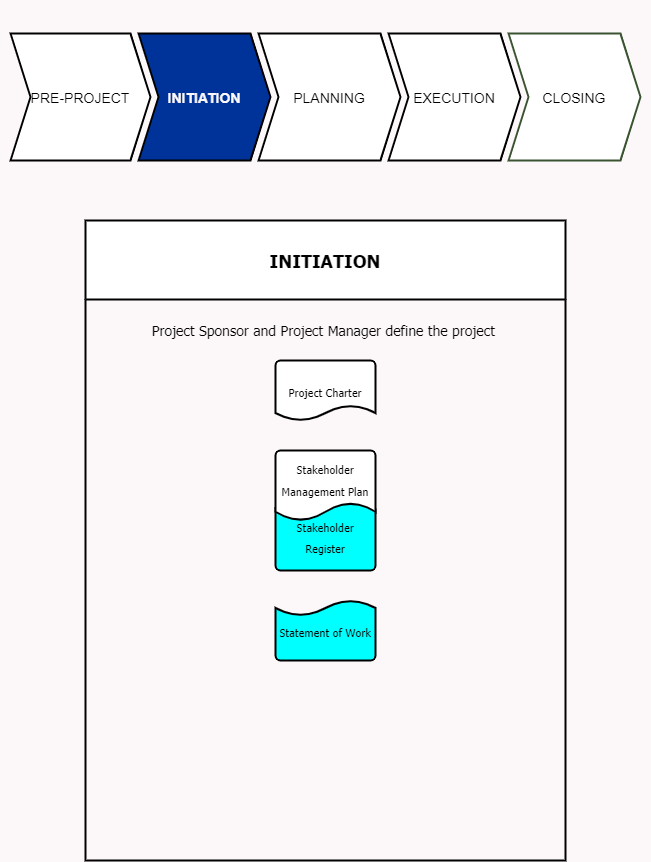 PRE-PROJECT
INITIATION
PLANNING
EXECUTION
CLOSING
INITIATION
Project Sponsor and Project Manager define the project
Project Charter
Stakeholder
Management Plan
Stakeholder
Register
Statement of Work